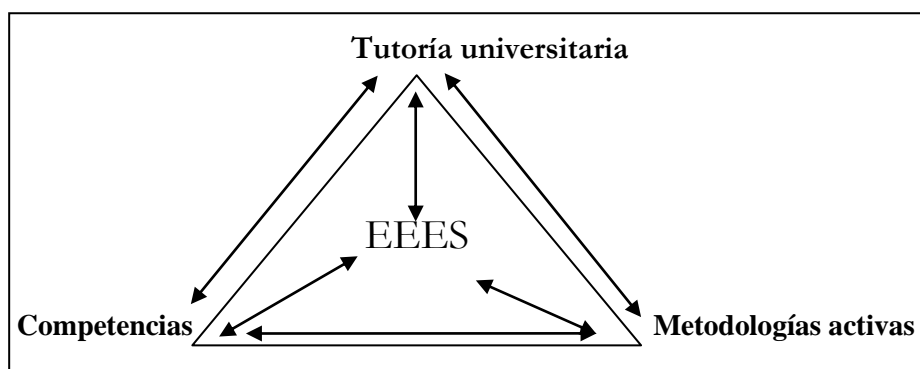 Tutoría universitaria
EEES
Competencias
Metodologías activas